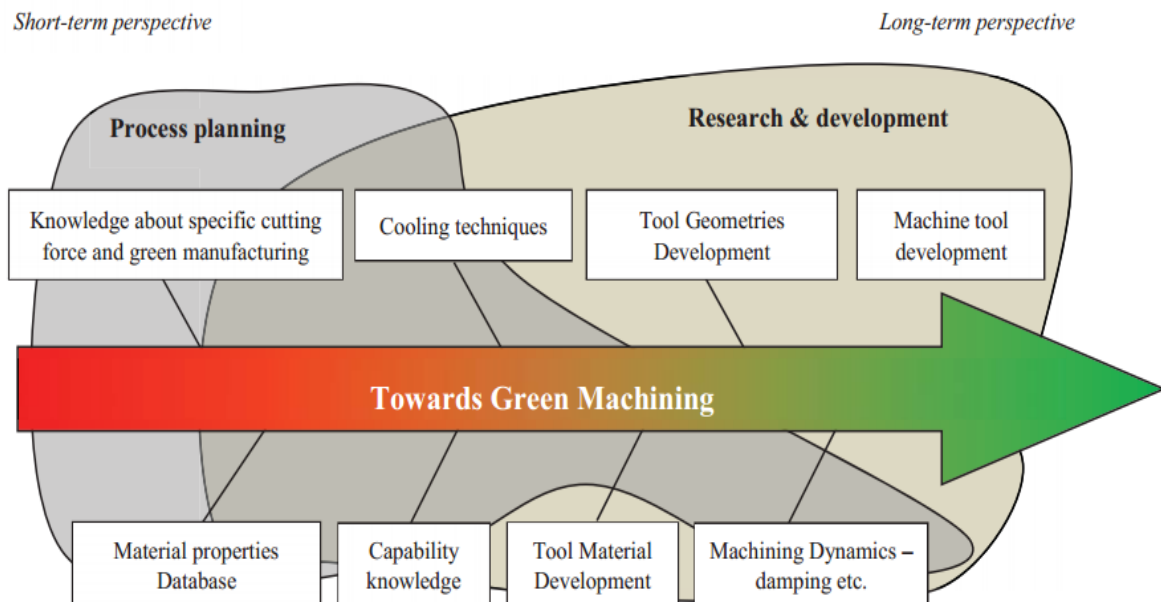 Short-term perspective
Long-term perspective
Process planning
Research & development
Knowledge about specific cutting
force and green manufacturing
Cooling techniques
Tool Geometries
Development
Machine tool
development
Towards Green Machining
Material properties
Database
Capability
knowledge
Tool Material
Development
Machining Dynamics –
damping etc.